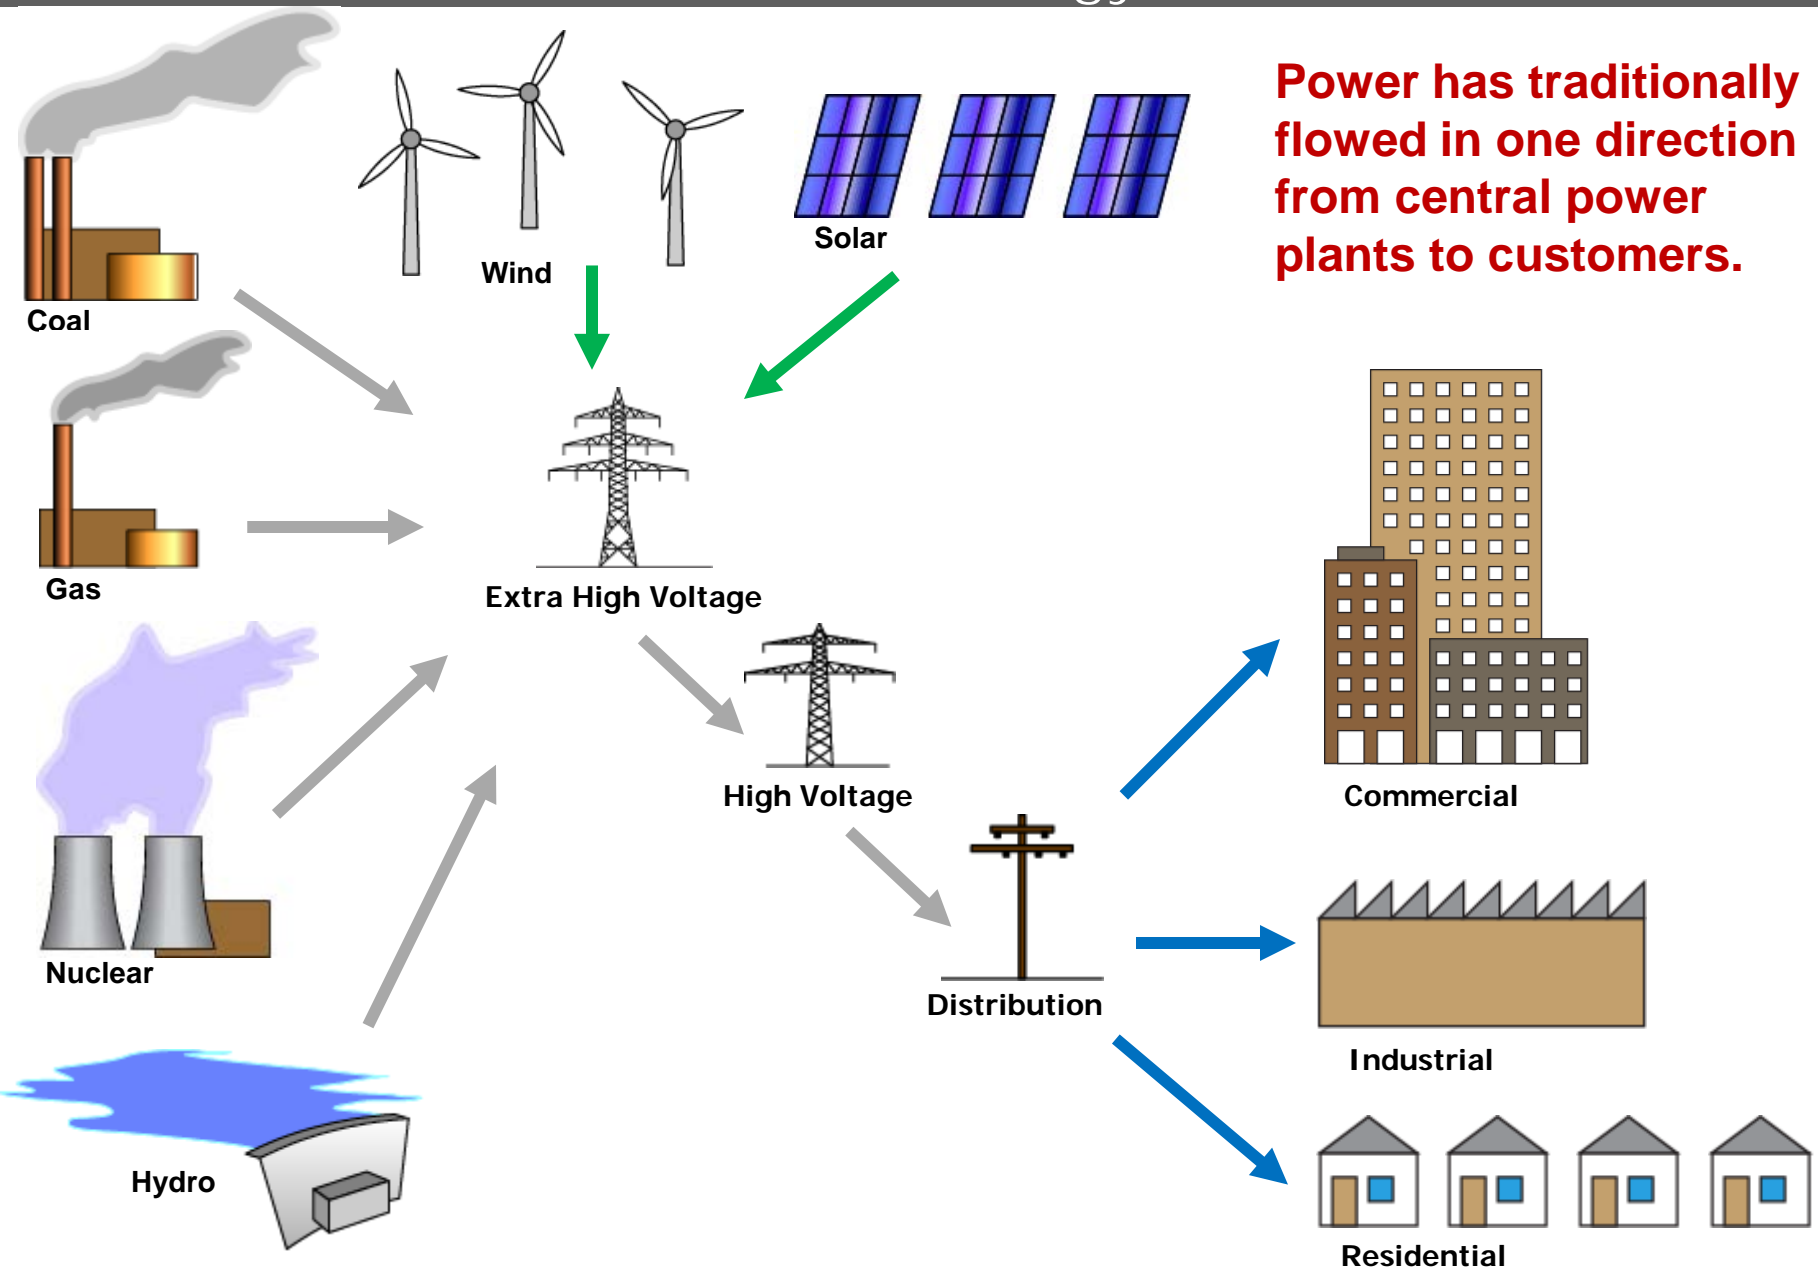 Power has traditionally
flowed in one direction
from central power
plants to customers.
Solar
Wind
Coal
Gas
Extra High Voltage
High Voltage
Commercial
Nuclear
Distribution
Industrial
Hydro
Residential